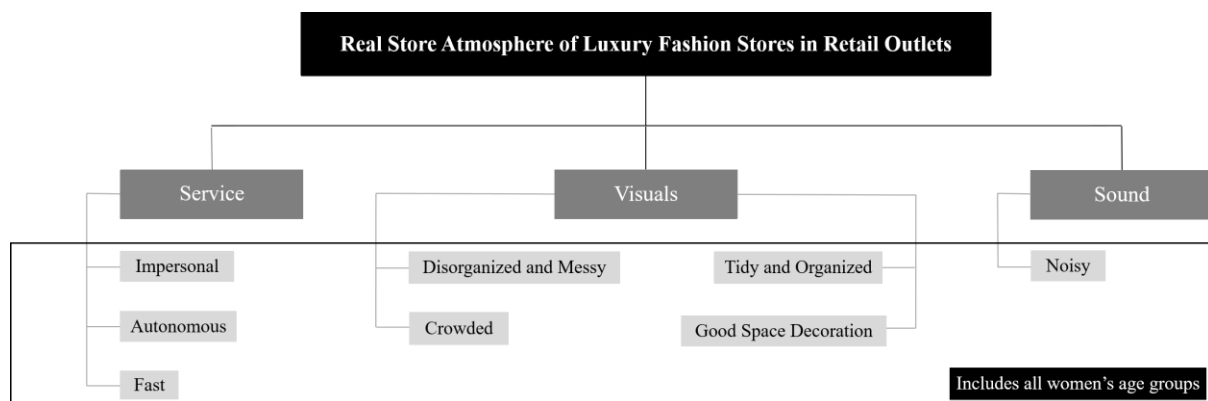 Real Store Atmosphere of Luxury Fashion Stores in Retail Outlets
Service
Visuals
Sound
Impersonal
Disorganized and Messy
Tidy and Organized
Noisy
Autonomous
Crowded
Good Space Decoration
Fast
Includes all women’s age groups